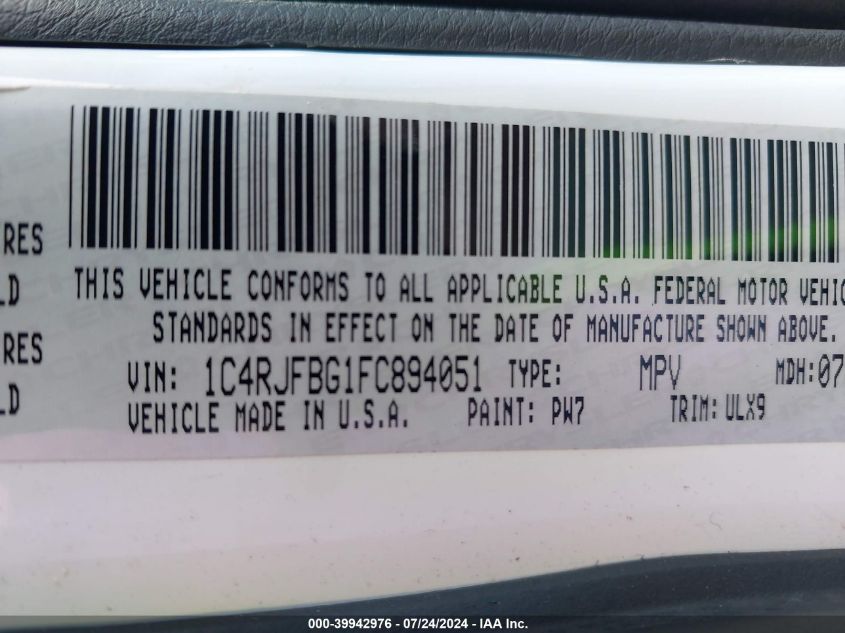 RES
LD
RES
LD
THIS VEHICLE CONFORMS TO ALL APPLICABLE U.S.A. FEDERAL MOTOR VEHIC
STANDARDS IN EFFECT ON THE DATE OF MANUFACTURE SHOWN ABOVE.
VIN: 1C4RJFBG1FC894051 TYPE: MPV MDH:07
VEHICLE MADE IN U.S.A. PAINT: PW7 TRIM: ULX9
000-39942976 - 07/24/2024 - IAA Inc.